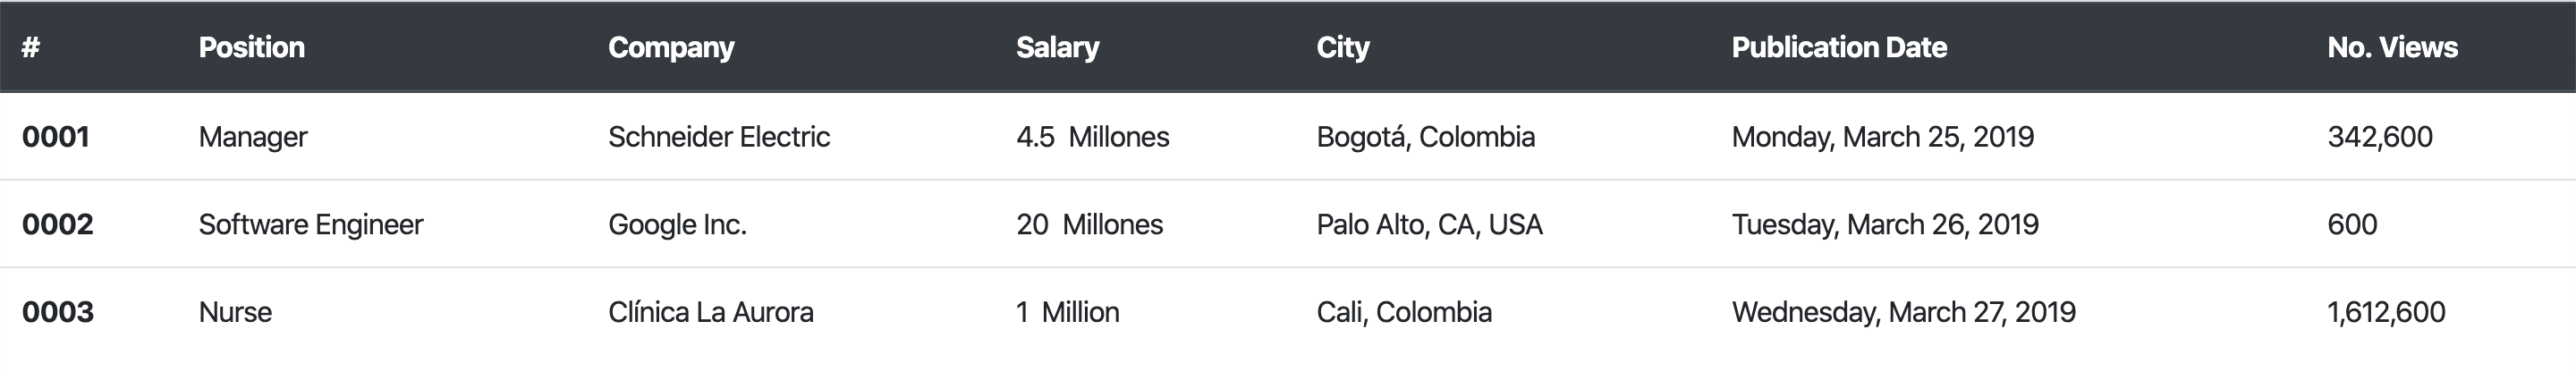 # Position Company Salary City Publication Date No. Views
0001 Manager Schneider Electric 4.5 Millones Bogotá, Colombia Monday, March 25, 2019 342,600
0002 Software Engineer Google Inc. 20 Millones Palo Alto, CA, USA Tuesday, March 26, 2019 600
0003 Nurse Clínica La Aurora 1 Million Cali, Colombia Wednesday, March 27, 2019 1,612,600